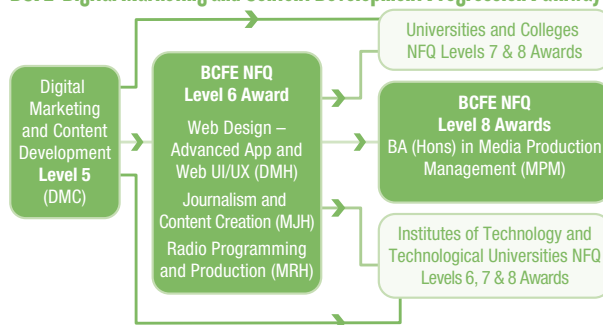 Digital
Marketing
and Content
Development
Level 5
(DMC)
BCFE NFQ
Level 6 Award
Web Design –
Advanced App and
Web UI/UX (DMH)
Journalism and
Content Creation (MJH)
Radio Programming
and Production (MRH)
Universities and Colleges
NFQ Levels 7 & 8 Awards
BCFE NFQ
Level 8 Awards
BA (Hons) in Media Production
Management (MPM)
Institutes of Technology and
Technological Universities NFQ
Levels 6, 7 & 8 Awards